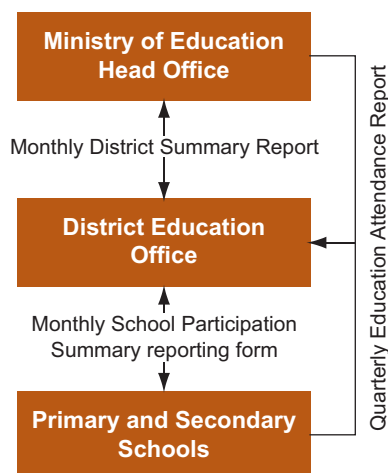 Ministry of Education
Head Office
Monthly District Summary Report
District Education
Office
Monthly School Participation
Summary reporting form
Primary and Secondary
Schools
Quarterly Education Attendance Report